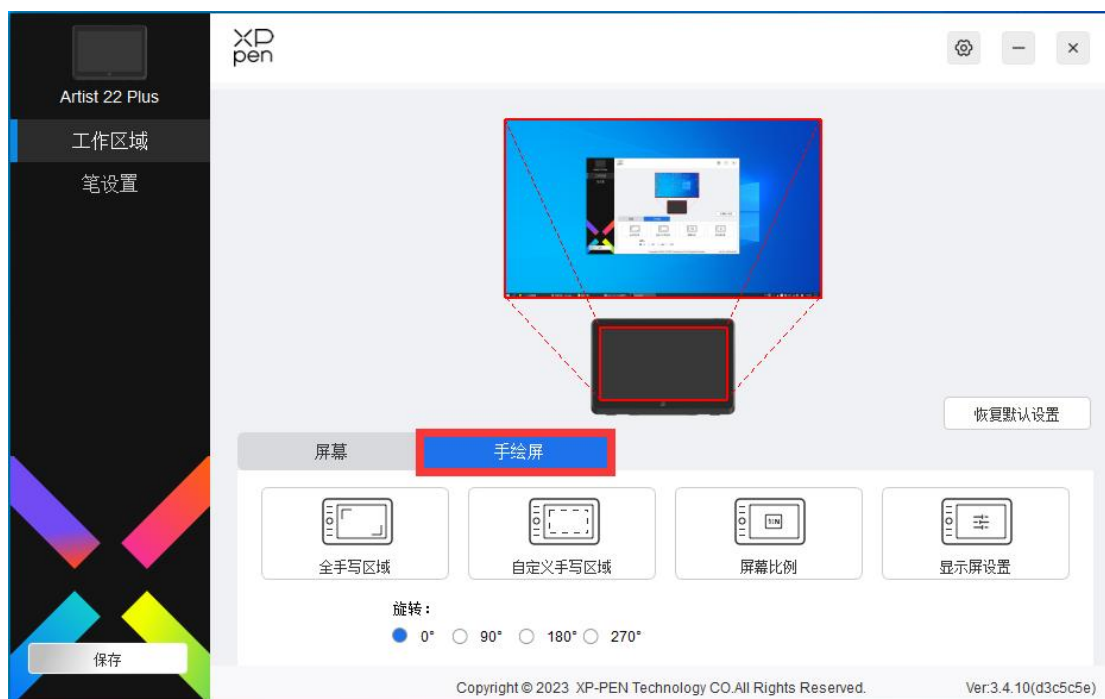 XP
pen
Artist 22 Plus
工作区域
笔设置
恢复默认设置
屏幕
手绘屏
全手写区域
自定义手写区域
1:N
屏幕比例
显示屏设置
旋转：
0° 90° 180° 270°
保存
Copyright © 2023 XP-PEN Technology CO.All Rights Reserved.
Ver:3.4.10(d3c5c5e)